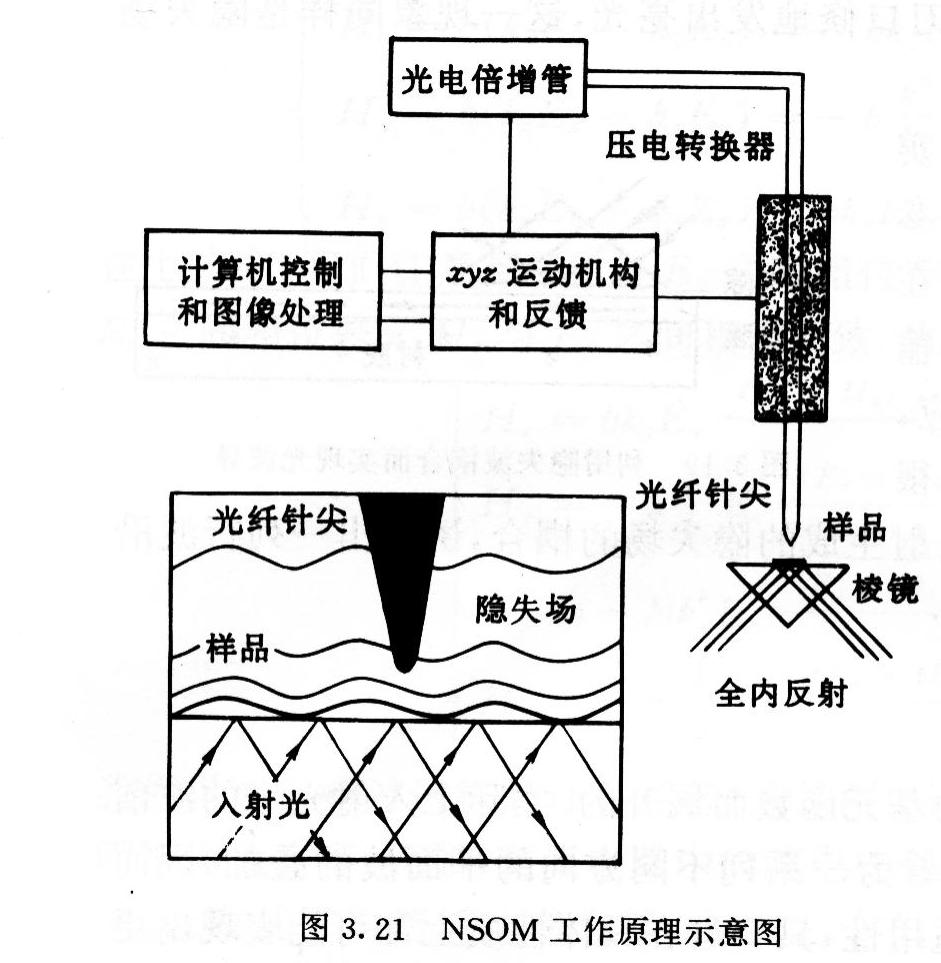 光电倍增管
压电转换器
计算机控制
和图像处理
xyz 运动机构
和反馈
光纤针尖
样品
棱镜
全内反射
光纤针尖
隐失场
样品
入射光
图 3.21 NSOM 工作原理示意图